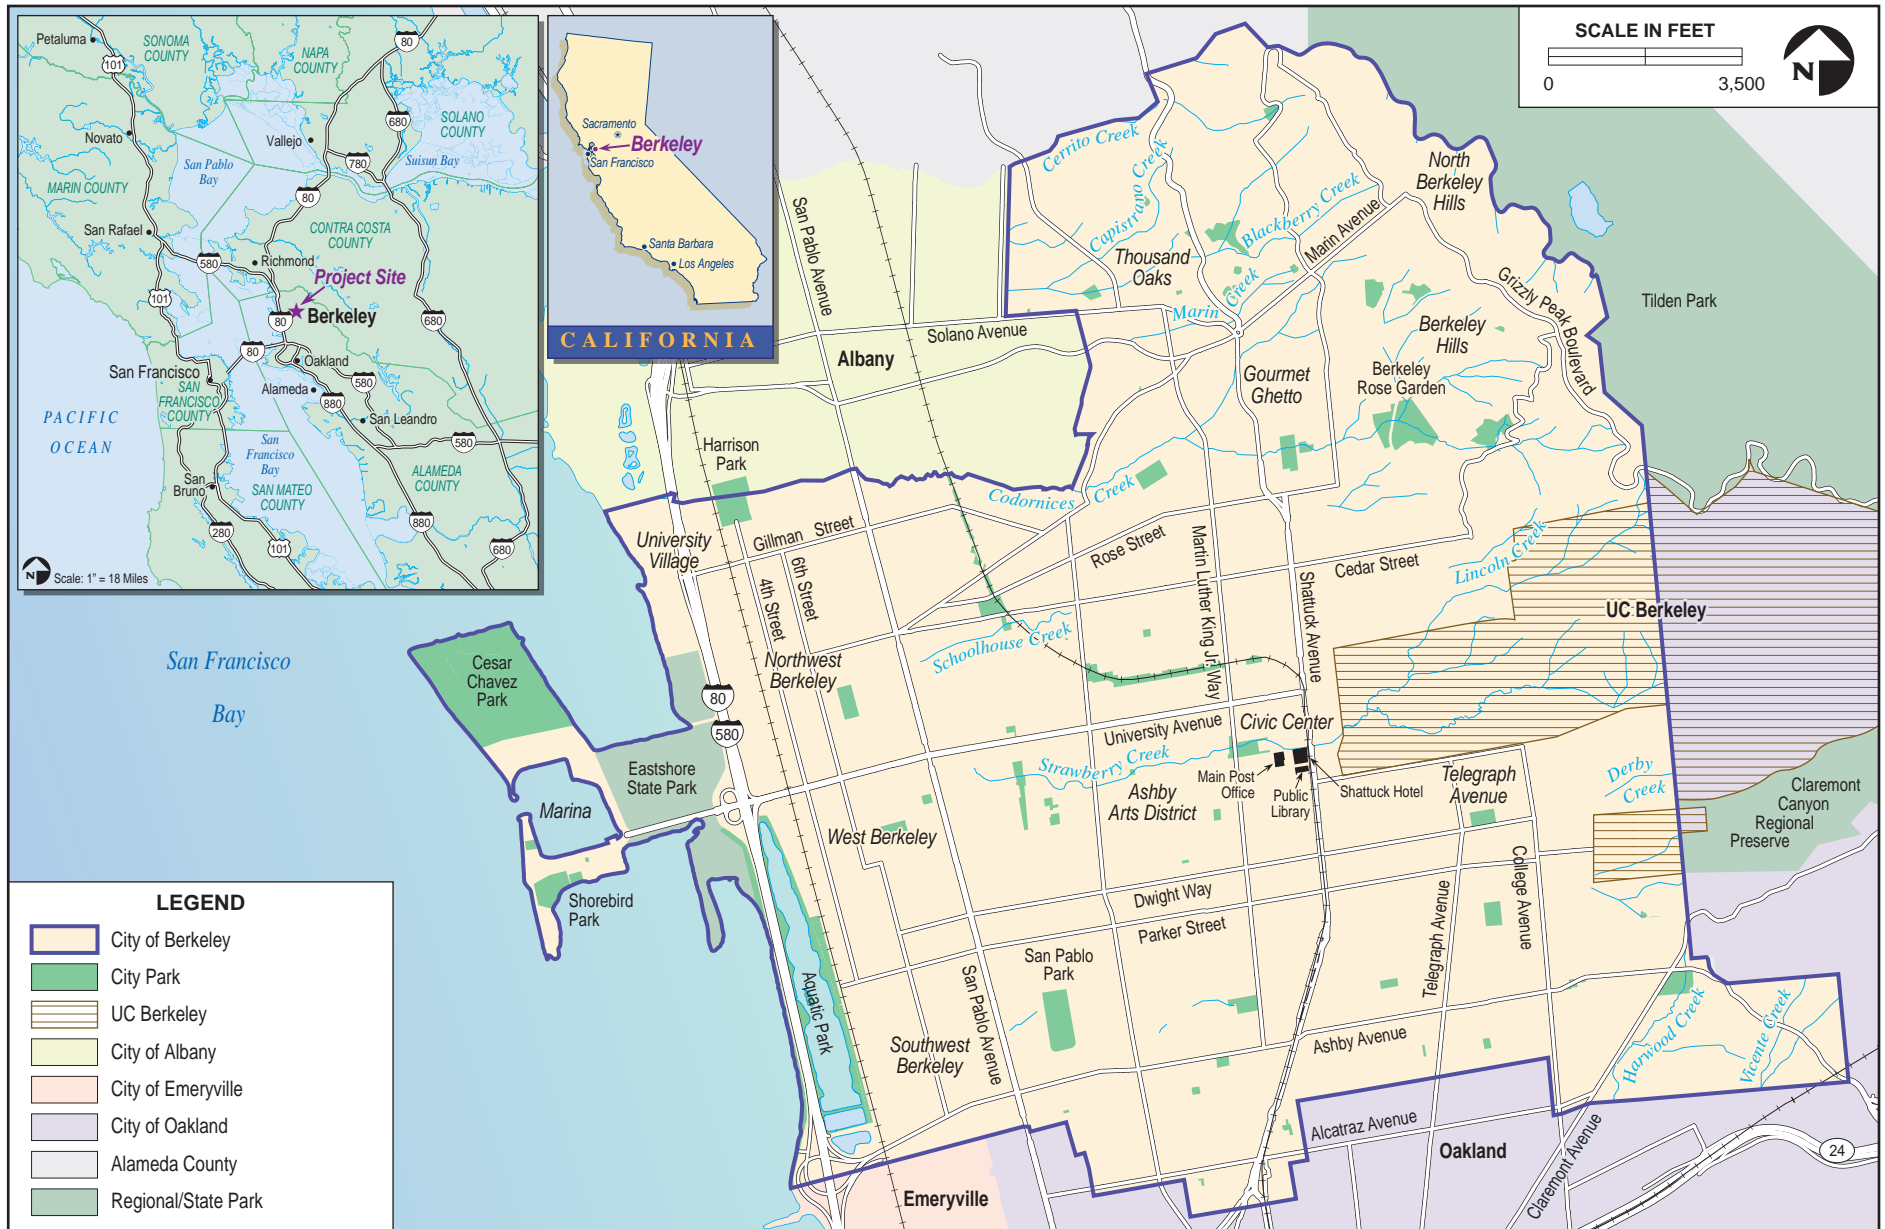 Petaluma
SONOMA
COUNTY
NAPA
COUNTY
80
101
680
SOLANO
COUNTY
Novato
Vallejo
780
San Pablo
Bay
Suisun Bay
MARIN COUNTY
80
San Rafael
CONTRA COSTA
COUNTY
580
Richmond
Project Site
101
80
Berkeley
680
80
Oakland
San Francisco
Alameda
580
SAN
FRANCISCO
COUNTY
880
San Leandro
PACIFIC
OCEAN
San
Francisco
Bay
580
San
Bruno
SAN MATEO
COUNTY
ALAMEDA
COUNTY
280
101
880
680
N
Scale: 1" = 18 Miles
Sacramento
Berkeley
San Francisco
Santa Barbara
Los Angeles
CALIFORNIA
SCALE IN FEET
0
3,500
N
Cerrito Creek
Capistrano Creek
North
Berkeley
Hills
Blackberry Creek
Marin Avenue
San Pablo Avenue
Thousand
Oaks
Marin Creek
Grizzly Peak Boulevard
Tilden Park
Solano Avenue
Albany
Berkeley
Hills
Gourmet
Ghetto
Berkeley
Rose Garden
Harrison
Park
Codornices Creek
University
Village
Gillman Street
Rose Street
Martin Luther King Jr. Way
Cedar Street
Lincoln Creek
4th Street
6th Street
Shattuck Avenue
UC Berkeley
San Francisco
Bay
Cesar
Chavez
Park
Schoolhouse Creek
Northwest
Berkeley
80
580
University Avenue
Civic Center
Strawberry Creek
Eastshore
State Park
Main Post
Office
Public
Library
Shattuck Hotel
Telegraph
Avenue
Derby
Creek
Claremont
Canyon
Regional
Preserve
Marina
Ashby
Arts District
West Berkeley
College Avenue
Shorebird
Park
Dwight Way
Parker Street
Telegraph Avenue
San Pablo
Park
Aquatic Park
San Pablo Avenue
Southwest
Berkeley
Ashby Avenue
Harwood Creek
Vicente Creek
Alcatraz Avenue
Oakland
Claremont Avenue
24
Emeryville
LEGEND
City of Berkeley
City Park
UC Berkeley
City of Albany
City of Emeryville
City of Oakland
Alameda County
Regional/State Park